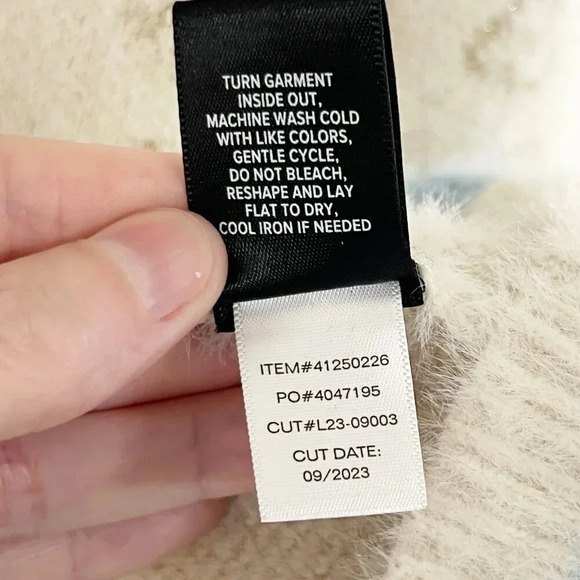 TURN GARMENT
INSIDE OUT,
MACHINE WASH COLD
WITH LIKE COLORS,
GENTLE CYCLE,
DO NOT BLEACH,
RESHAPE AND LAY
FLAT TO DRY,
COOL IRON IF NEEDED
ITEM#41250226
PO#4047195
CUT#L23-09003
CUT DATE:
09/2023